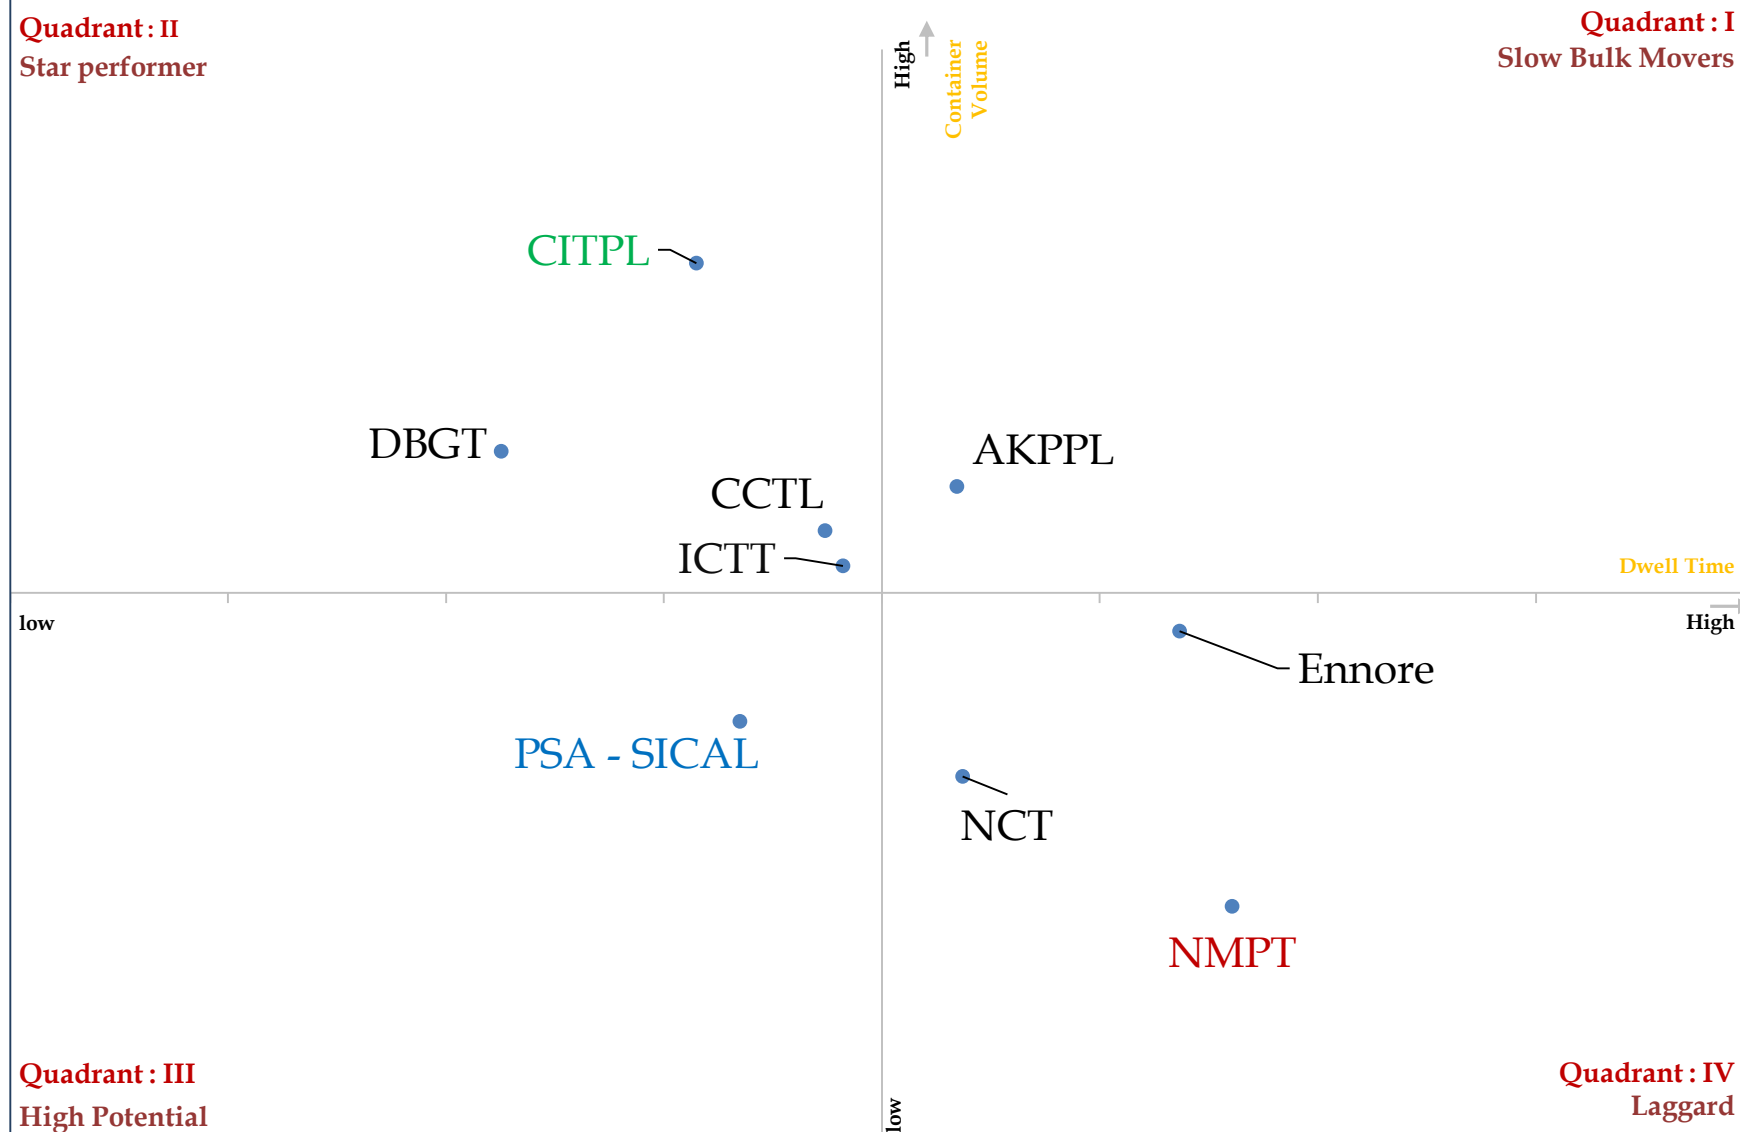 Quadrant : II
Star performer
Quadrant : I
Slow Bulk Movers
High
Container
Volume
CITPL
DBGT
AKPPL
CCTL
ICTT
Dwell Time
low
High
Ennore
PSA - SICAL
NCT
NMPT
Quadrant : III
High Potential
low
Quadrant : IV
Laggard